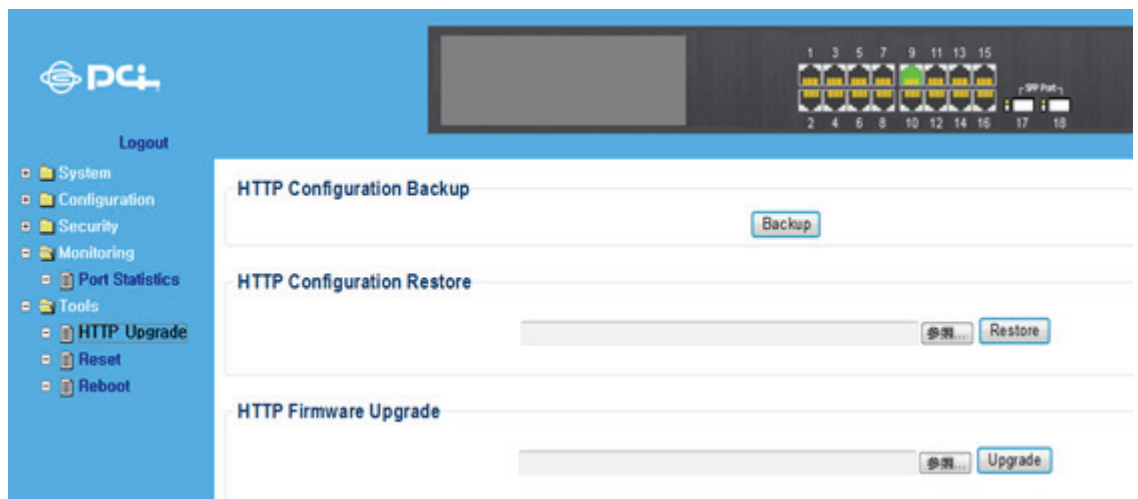 PCi
1 3 5 7 9 11 13 15
SFP Port
2 4 6 8 10 12 14 16 17 18
Logout
System
Configuration
Security
Monitoring
Port Statistics
Tools
HTTP Upgrade
Reset
Reboot
HTTP Configuration Backup
Backup
HTTP Configuration Restore
参照... Restore
HTTP Firmware Upgrade
参照... Upgrade